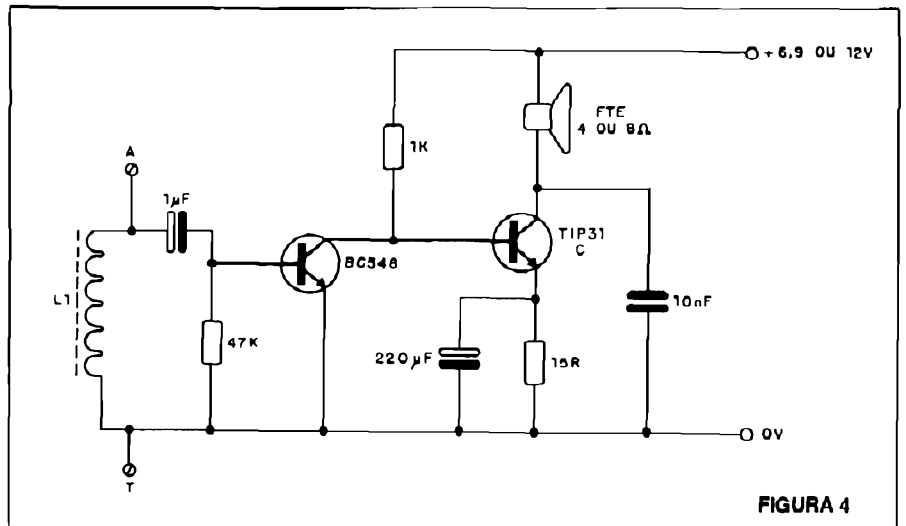 + 6,9 OU 12V
FTE
4 OU 8Ω
1K
A
1µF
TIP31
C
BC548
L1
10nF
47K
220µF
15R
0V
T
FIGURA 4